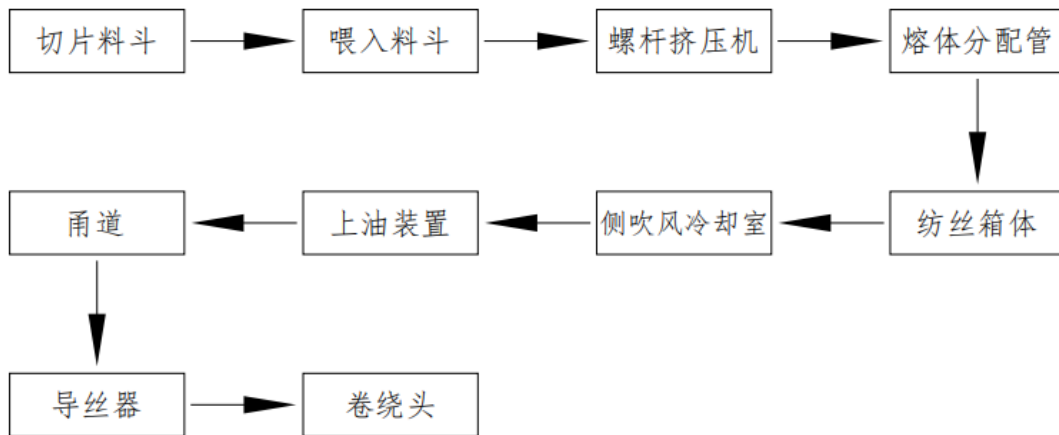 切片料斗
喂入料斗
螺杆挤压机
熔体分配管
纺丝箱体
侧吹风冷却室
上油装置
甬道
导丝器
卷绕头